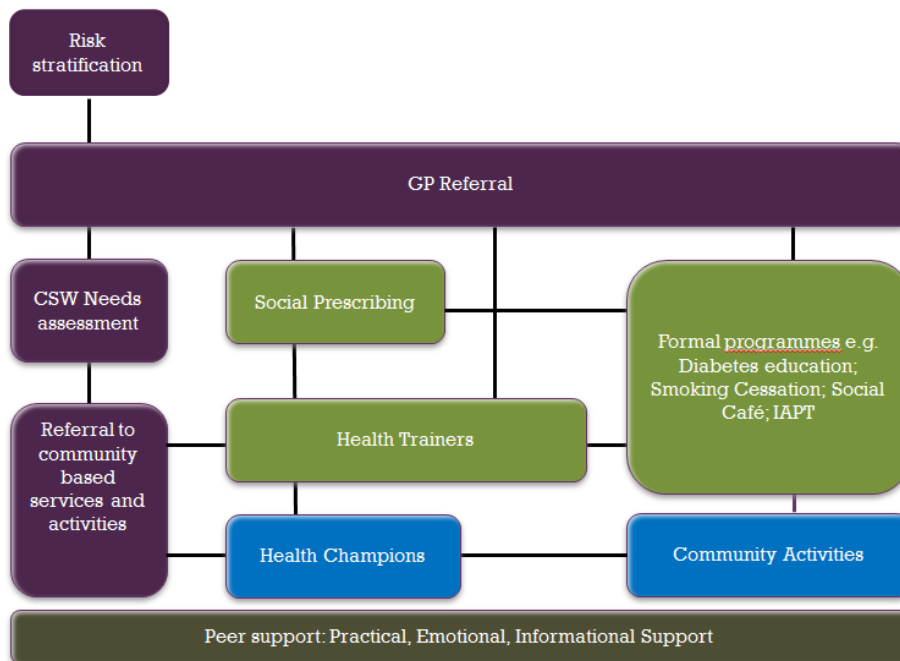 Risk
stratification
GP Referral
CSW Needs
assessment
Social Prescribing
Formal programmes e.g.
Diabetes education;
Smoking Cessation; Social
Café; IAPT
Referral to
community
based
services and
activities
Health Trainers
Health Champions
Community Activities
Peer support: Practical, Emotional, Informational Support